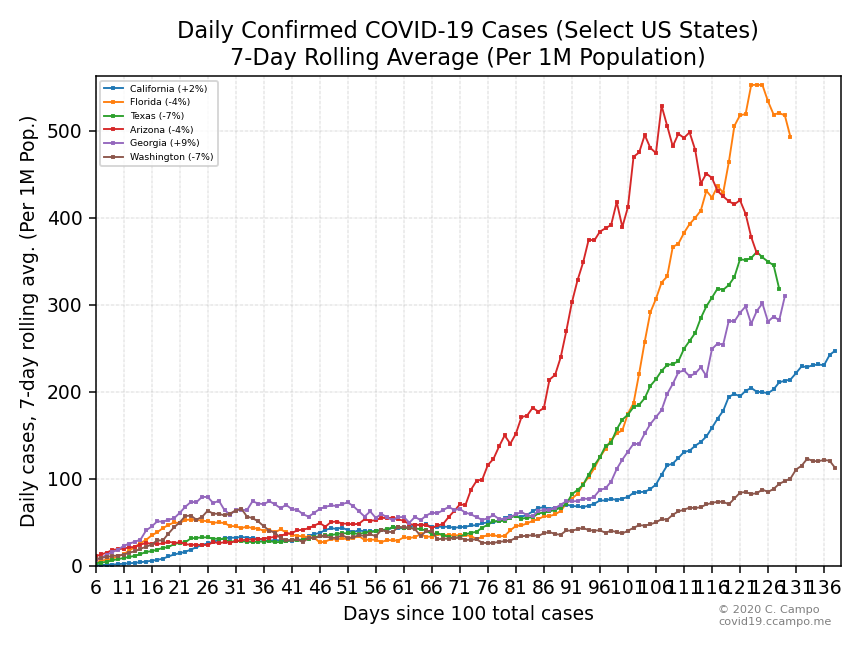 Daily Confirmed COVID-19 Cases (Select US States)
7-Day Rolling Average (Per 1M Population)
California (+2%)
Florida (-4%)
Texas (-7%)
Arizona (-4%)
Georgia (+9%)
Washington (-7%)
Daily cases, 7-day rolling avg. (Per 1M Pop.)
500
400
300
200
100
0
6 11 16 21 26 31 36 41 46 51 56 61 66 71 76 81 86 91 96 101 106 111 116 121 126 131 136
Days since 100 total cases
© 2020 C. Campo
covid19.ccampo.me